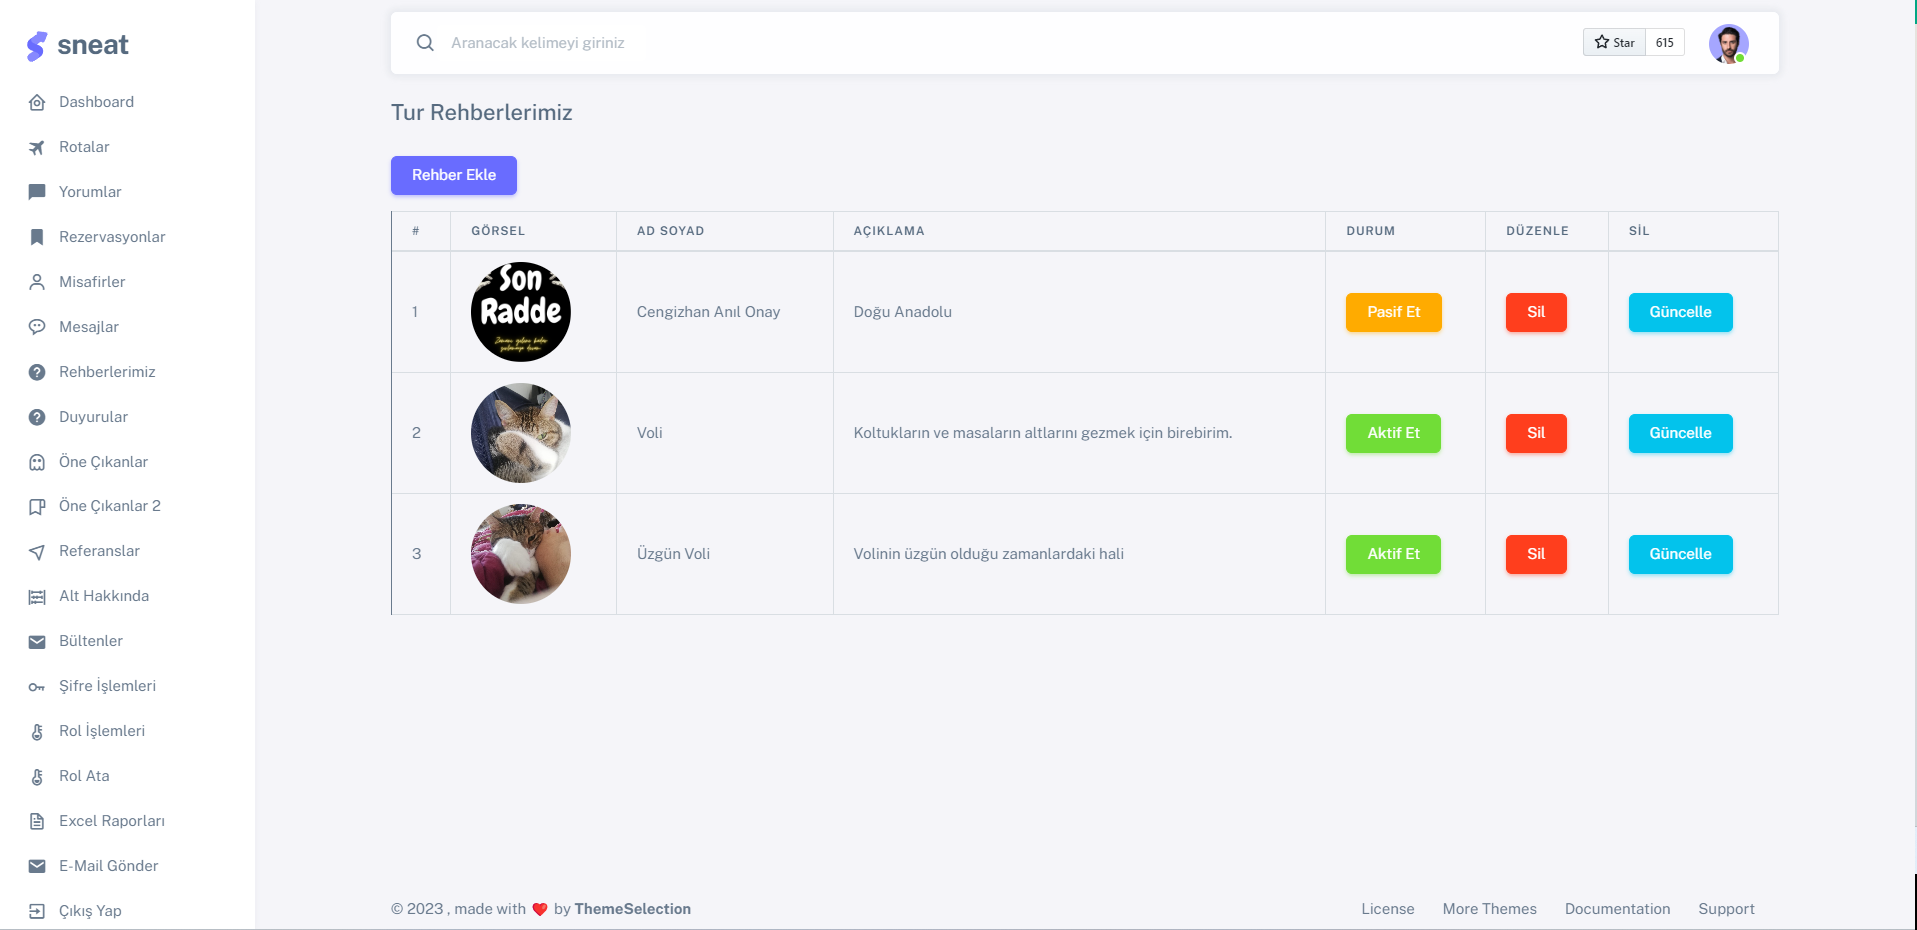 sneat
Dashboard
Rotalar
Yorumlar
Rezervasyonlar
Misafirler
Mesajlar
Rehberlerimiz
Duyurular
Öne Çıkanlar
Öne Çıkanlar 2
Referanslar
Alt Hakkında
Bültenler
Şifre İşlemleri
Rol İşlemleri
Rol Ata
Excel Raporları
E-Mail Gönder
Çıkış Yap
Aranacak kelimeyi giriniz
Star 615
Tur Rehberlerimiz
Rehber Ekle
# GÖRSEL AD SOYAD AÇIKLAMA DURUM DÜZENLE SİL
1 Cengizhan Anıl Onay Doğu Anadolu Pasif Et Sil Güncelle
Son
Radde
2 Voli Koltukların ve masaların altlarını gezmek için birebirim. Aktif Et Sil Güncelle
3 Üzgün Voli Volinin üzgün olduğu zamanlardaki hali Aktif Et Sil Güncelle
© 2023 , made with ❤️ by ThemeSelection
License More Themes Documentation Support